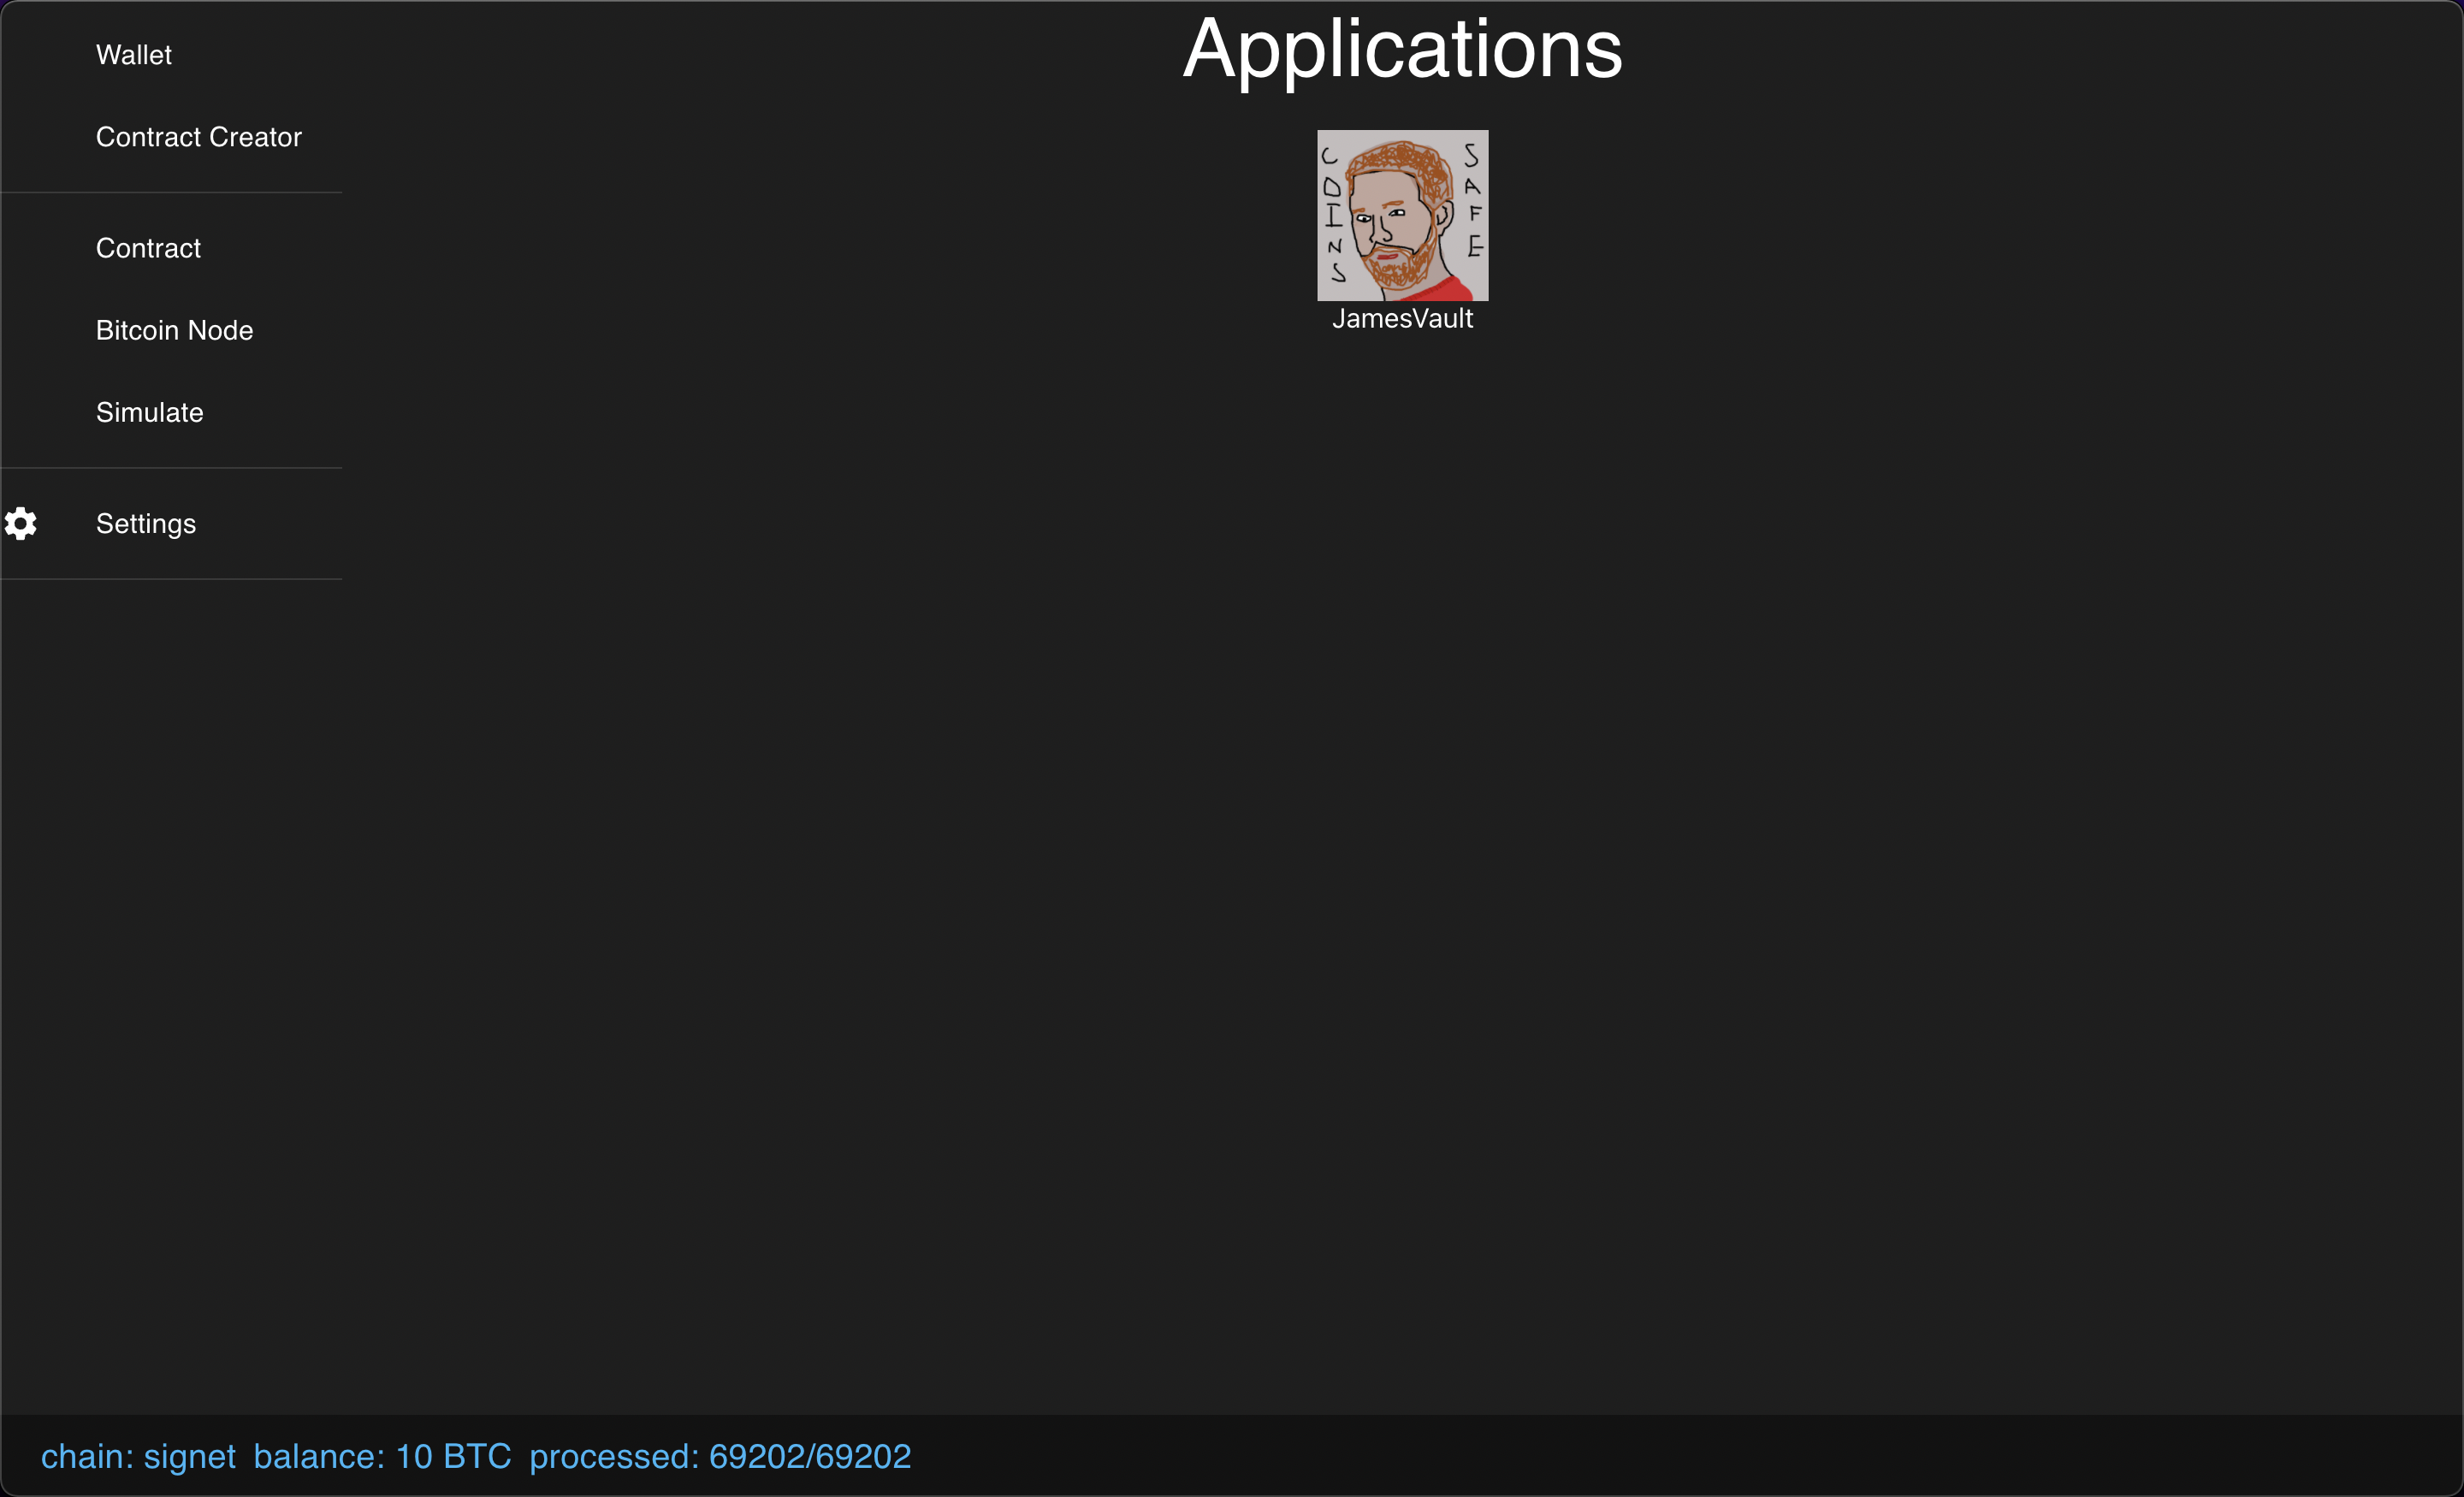 Applications
Wallet
Contract Creator
Contract
Bitcoin Node
Simulate
Settings
COINS
SAFE
JamesVault
chain: signet balance: 10 BTC processed: 69202/69202